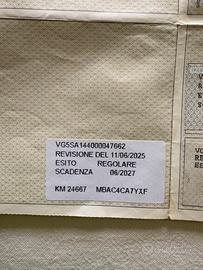 VG5SA144000047662
REVISIONE DEL 11/06/2025
ESITO REGOLARE
SCADENZA 06/2027
KM 24667 MBAC4CA7YXF